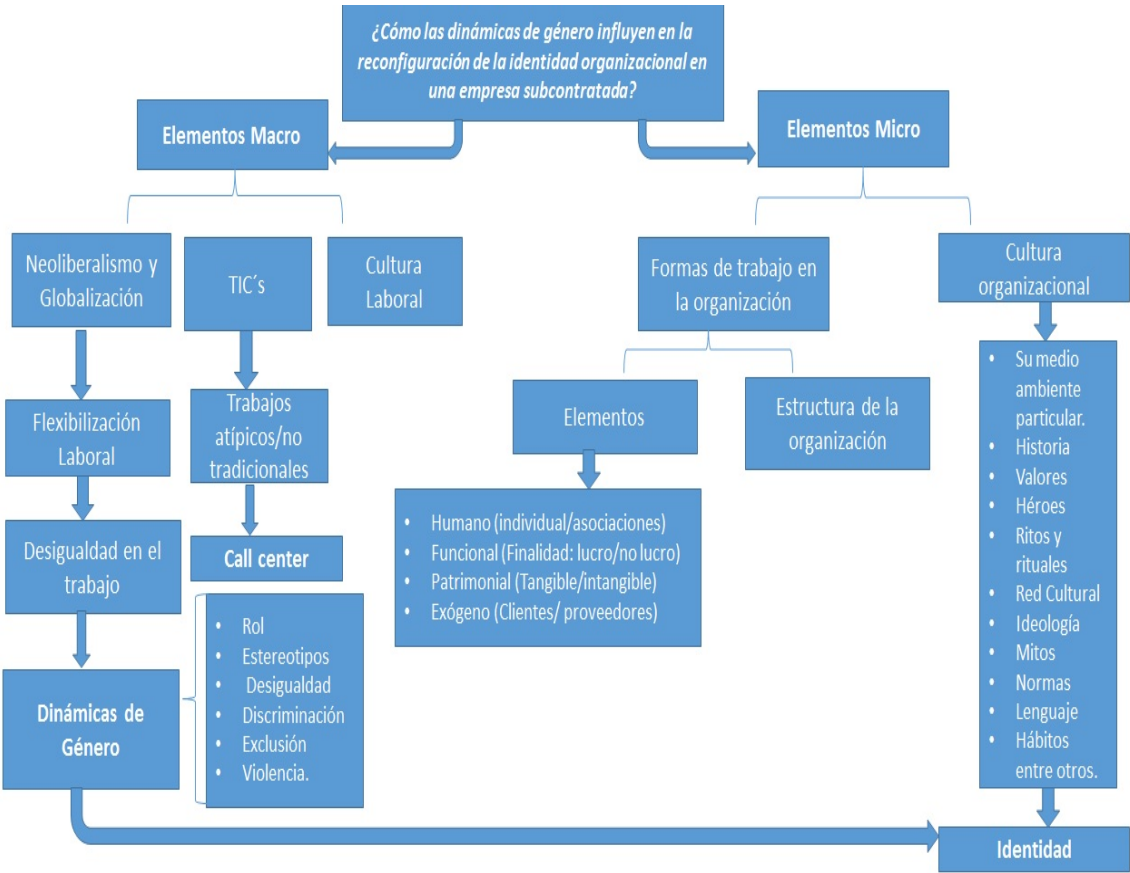 ¿Cómo las dinámicas de género influyen en la
reconfiguración de la identidad organizacional en
una empresa subcontratada?
Elementos Macro
Elementos Micro
Neoliberalismo y
Globalización
TIC´s
Cultura
Laboral
Formas de trabajo en
la organización
Cultura
organizacional
Flexibilización
Laboral
Trabajos
atípicos/no
tradicionales
Elementos
Estructura de la
organización
• Su medio
ambiente
particular.
• Historia
• Valores
• Héroes
• Ritos y
rituales
• Red Cultural
• Ideología
• Mitos
• Normas
• Lenguaje
• Hábitos
entre otros.
Desigualdad en el
trabajo
Call center
• Humano (individual/asociaciones)
• Funcional (Finalidad: lucro/no lucro)
• Patrimonial (Tangible/intangible)
• Exógeno (Clientes/ proveedores)
Dinámicas de
Género
• Rol
• Estereotipos
• Desigualdad
• Discriminación
• Exclusión
• Violencia.
Identidad